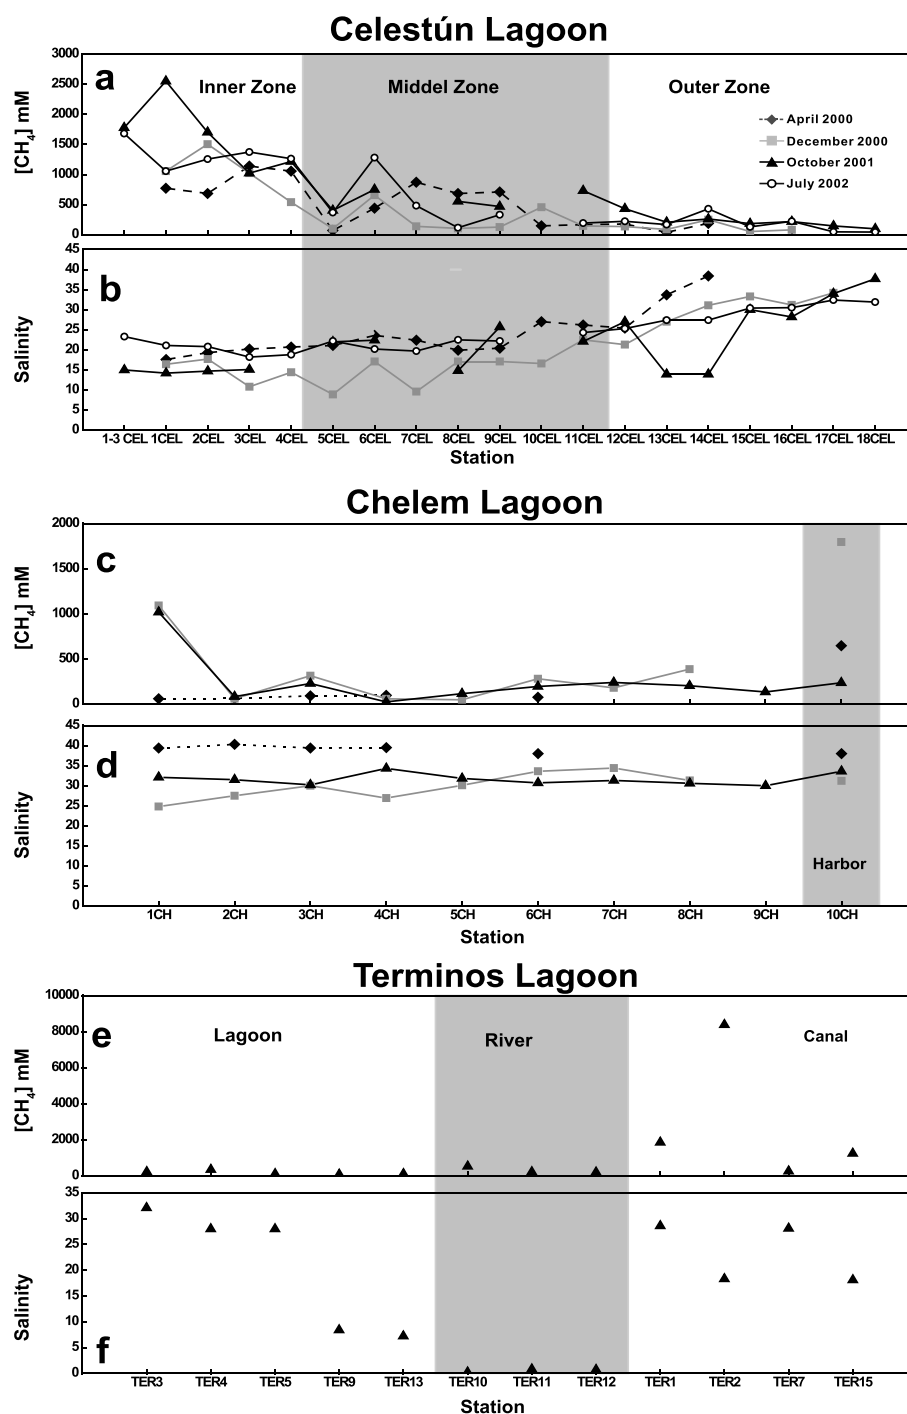 Celestún Lagoon
a
Inner Zone
Middel Zone
Outer Zone
April 2000
December 2000
October 2001
July 2002
[CH4] mM
3000
2500
2000
1500
1000
500
0
b
Salinity
45
40
35
30
25
20
15
10
5
0
1-3 CEL 1CEL 2CEL 3CEL 4CEL 5CEL 6CEL 7CEL 8CEL 9CEL 10CEL 11CEL 12CEL 13CEL 14CEL 15CEL 16CEL 17CEL 18CEL
Station
Chelem Lagoon
c
[CH4] mM
2000
1500
1000
500
0
d
Salinity
45
40
35
30
25
20
15
10
5
0
Harbor
1CH 2CH 3CH 4CH 5CH 6CH 7CH 8CH 9CH 10CH
Station
Terminos Lagoon
e
Lagoon
River
Canal
[CH4] mM
10000
8000
6000
4000
2000
0
f
Salinity
35
30
25
20
15
10
5
0
TER3 TER4 TER5 TER9 TER13 TER10 TER11 TER12 TER1 TER2 TER7 TER15
Station